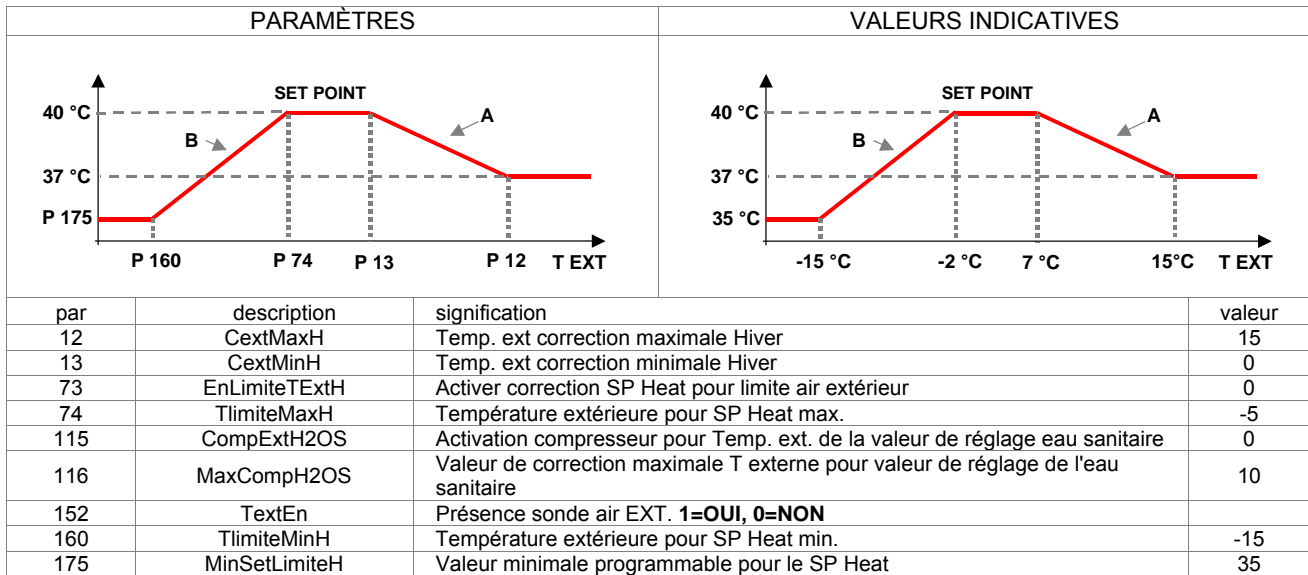 PARAMÈTRES
VALEURS INDICATIVES
SET POINT
40 °C
A
B
37 °C
P 175
P 160
P 74
P 13
P 12
T EXT
SET POINT
40 °C
A
B
37 °C
35 °C
-15 °C
-2 °C
7 °C
15°C
T EXT
par description signification valeur
12 CextMaxH Temp. ext correction maximale Hiver 15
13 CextMinH Temp. ext correction minimale Hiver 0
73 EnLimiteTExtH Activer correction SP Heat pour limite air extérieur 0
74 TlimiteMaxH Température extérieure pour SP Heat max. -5
115 CompExtH2OS Activation compresseur pour Temp. ext. de la valeur de réglage eau sanitaire 0
116 MaxCompH2OS Valeur de correction maximale T externe pour valeur de réglage de l'eau
sanitaire 10
152 TextEn Présence sonde air EXT. 1=OUI, 0=NON
160 TlimiteMinH Température extérieure pour SP Heat min. -15
175 MinSetLimiteH Valeur minimale programmable pour le SP Heat 35